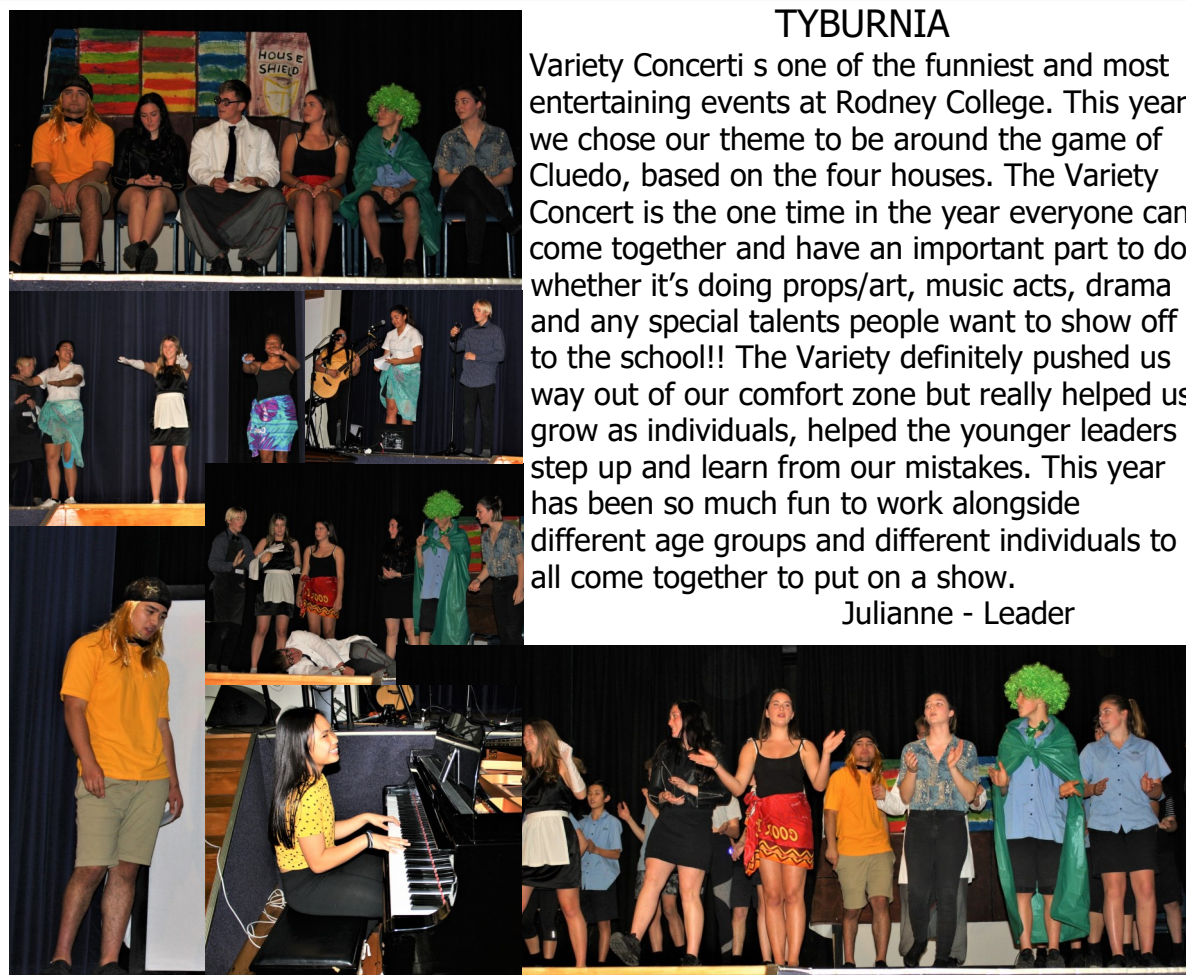 HOUSE
SHIELD
TYBURNIA
Variety Concerti s one of the funniest and most
entertaining events at Rodney College. This year
we chose our theme to be around the game of
Cluedo, based on the four houses. The Variety
Concert is the one time in the year everyone can
come together and have an important part to do
whether it’s doing props/art, music acts, drama
and any special talents people want to show off
to the school!! The Variety definitely pushed us
way out of our comfort zone but really helped us
grow as individuals, helped the younger leaders
step up and learn from our mistakes. This year
has been so much fun to work alongside
different age groups and different individuals to
all come together to put on a show.
Julianne - Leader
GOOD
COOL